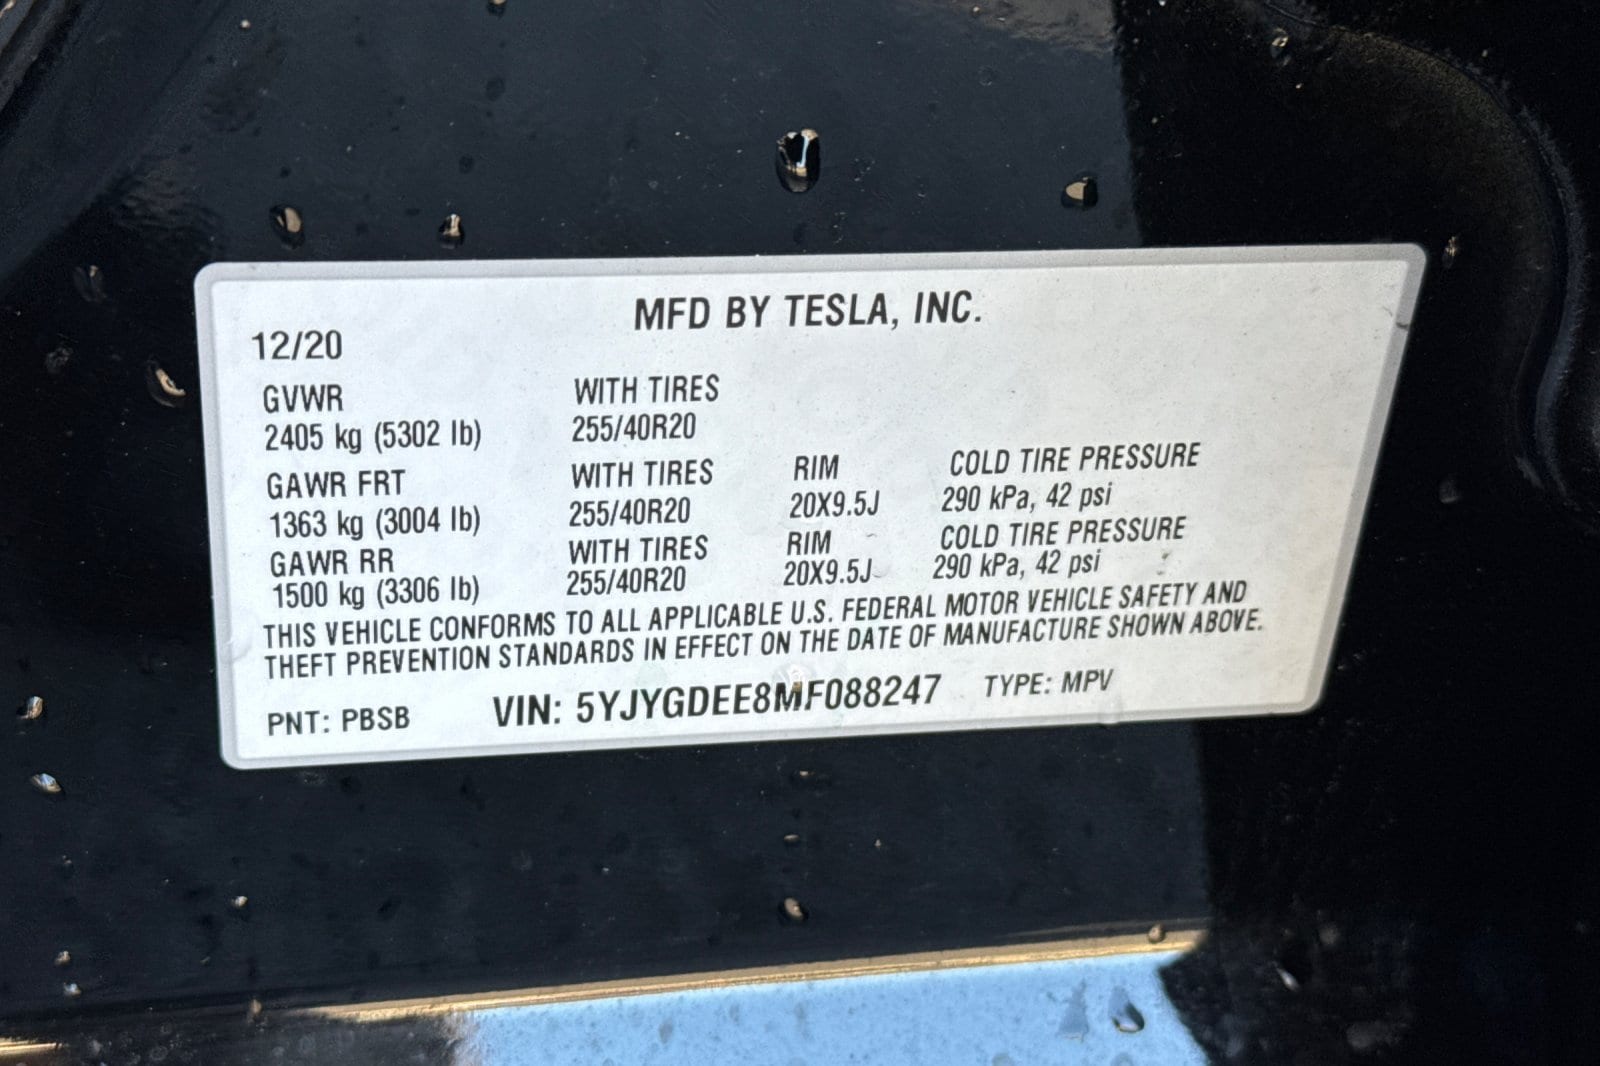 MFD BY TESLA, INC.
12/20
GVWR WITH TIRES
2405 kg (5302 lb) 255/40R20
GAWR FRT WITH TIRES RIM COLD TIRE PRESSURE
1363 kg (3004 lb) 255/40R20 20X9.5J 290 kPa, 42 psi
GAWR RR WITH TIRES RIM COLD TIRE PRESSURE
1500 kg (3306 lb) 255/40R20 20X9.5J 290 kPa, 42 psi
THIS VEHICLE CONFORMS TO ALL APPLICABLE U.S. FEDERAL MOTOR VEHICLE SAFETY AND
THEFT PREVENTION STANDARDS IN EFFECT ON THE DATE OF MANUFACTURE SHOWN ABOVE.
PNT: PBSB VIN: 5YJYGDEE8MF088247 TYPE: MPV